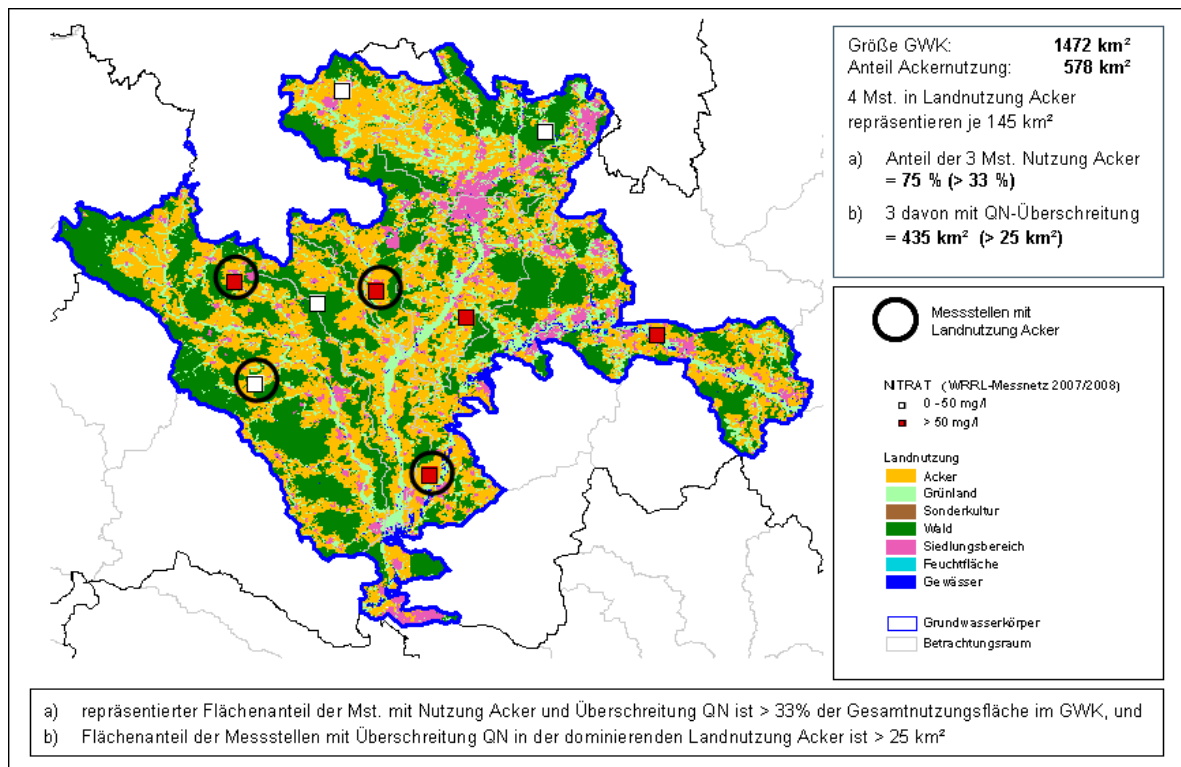 Größe GWK: 1472 km²
Anteil Ackernutzung: 578 km²
4 Mst. in Landnutzung Acker
repräsentieren je 145 km²
a) Anteil der 3 Mst. Nutzung Acker
= 75 % (> 33 %)
b) 3 davon mit QN-Überschreitung
= 435 km² (> 25 km²)
Messstellen mit
Landnutzung Acker
NITRAT (WRRL-Messnetz 2007/2008)
0 - 50 mg/l
> 50 mg/l
Landnutzung
Acker
Grünland
Sonderkultur
Wald
Siedlungsbereich
Feuchtfläche
Gewässer
Grundwasserkörper
Betrachtungsraum
a) repräsentierter Flächenanteil der Mst. mit Nutzung Acker und Überschreitung QN ist > 33% der Gesamtnutzungsfläche im GWK, und
b) Flächenanteil der Messstellen mit Überschreitung QN in der dominierenden Landnutzung Acker ist > 25 km²